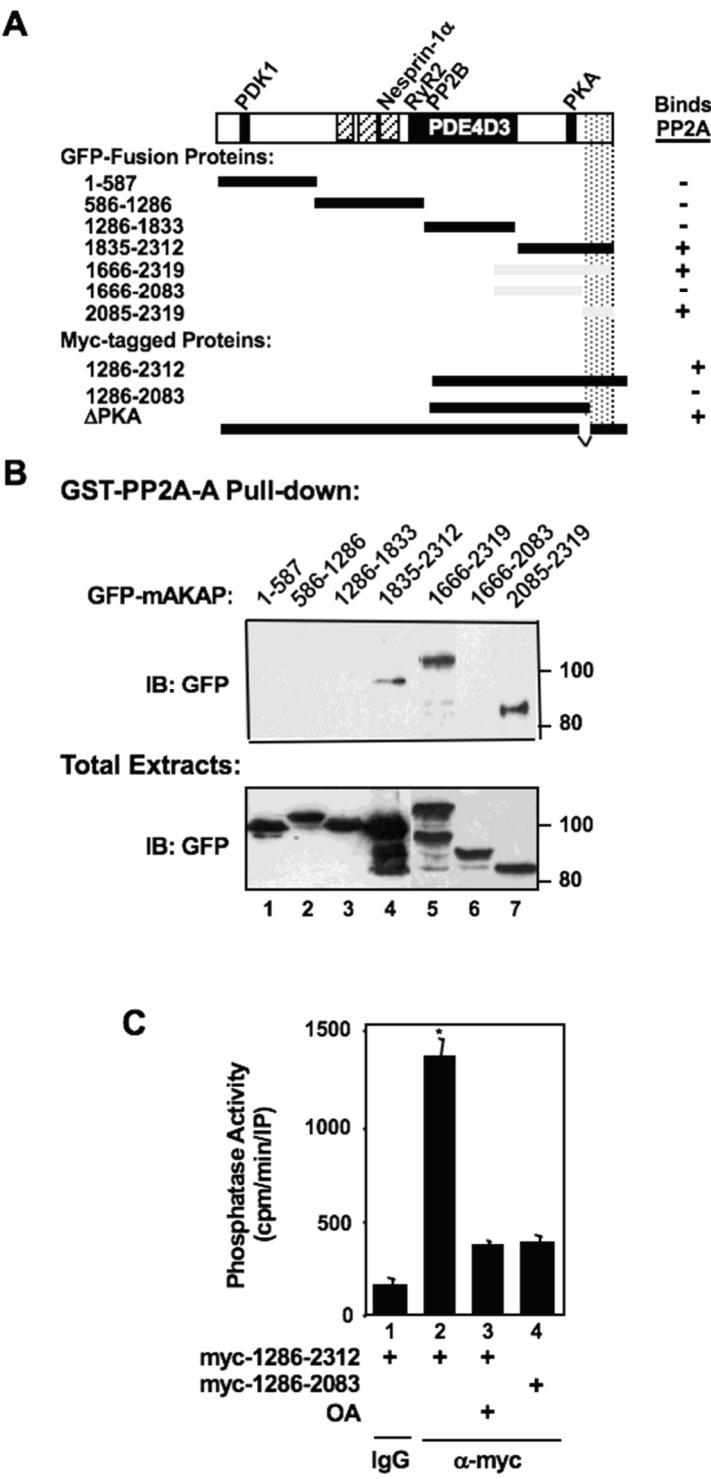 A
PDK1
Nesprin-1α
RyR2
PP2B
PKA
Binds
PP2A
PDE4D3
GFP-Fusion Proteins:
1-587 -
586-1286 -
1286-1833 -
1835-2312 +
1666-2319 +
1666-2083 -
2085-2319 +
Myc-tagged Proteins:
1286-2312 +
1286-2083 -
ΔPKA +
B
GST-PP2A-A Pull-down:
GFP-mAKAP: 1-587 586-1286 1286-1833 1835-2312 1666-2319 1666-2083 2085-2319
IB: GFP
100
80
Total Extracts:
IB: GFP
100
80
1 2 3 4 5 6 7
C
Phosphatase Activity
(cpm/min/IP)
1500
1000
500
0
*
1 2 3 4
myc-1286-2312 + + +
myc-1286-2083 +
OA +
IgG α-myc